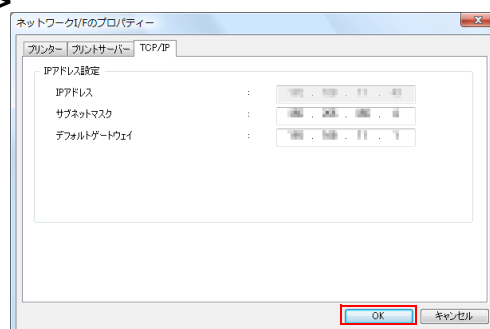 >
ネットワークI/Fのプロパティー
プリンター プリントサーバー TCP/IP
IPアドレス設定
IPアドレス :
サブネットマスク :
デフォルトゲートウェイ :
OK キャンセル